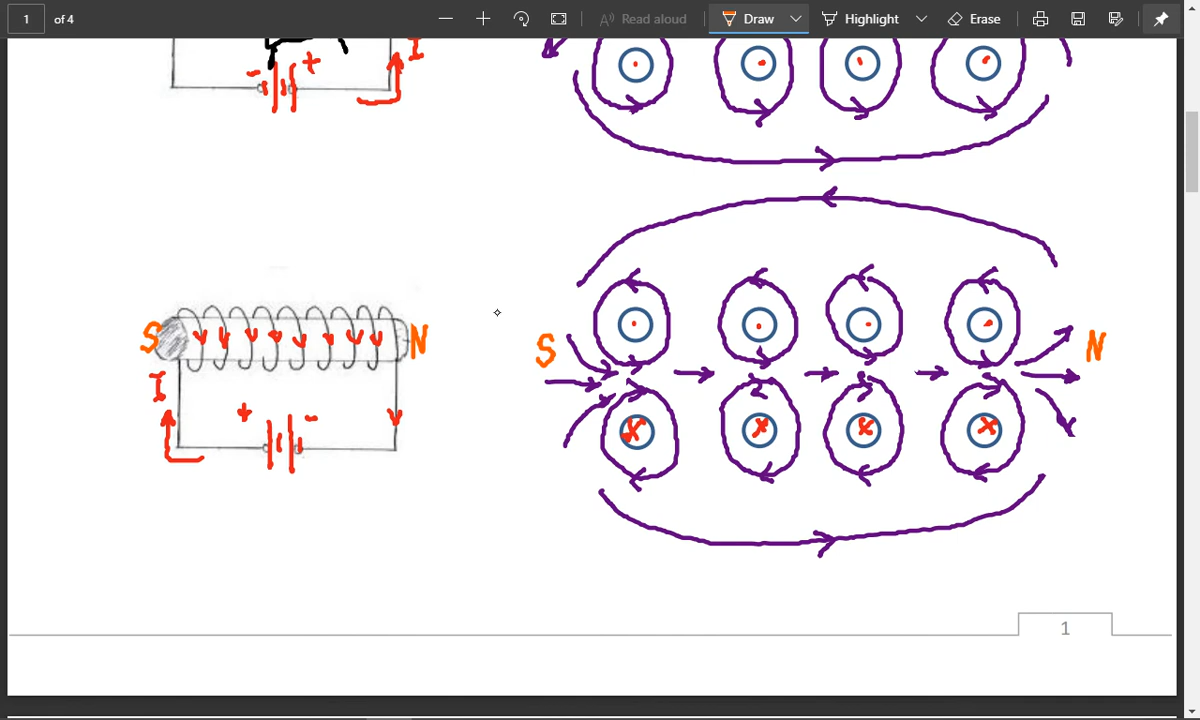 1 of 4 Read aloud Draw Highlight Erase
- + I
S N S N
I
+ -
1